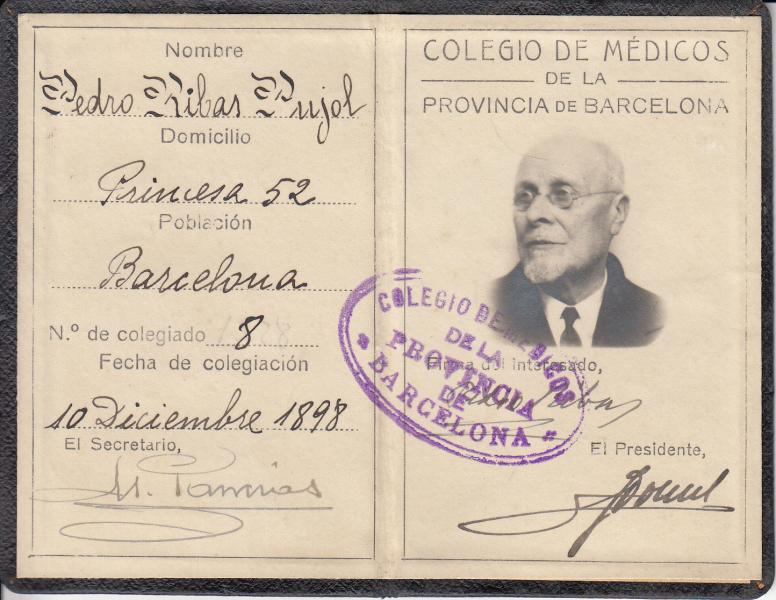 Nombre
Pedro Ribas Pujol
Domicilio
Princesa 52
Población
Barcelona
N.º de colegiado 8
Fecha de colegiación
10 Diciembre 1898
El Secretario,
COLEGIO DE MÉDICOS
DE LA
PROVINCIA DE BARCELONA
COLEGIO DE MEDICOS
DE LA
PROVINCIA
DE
BARCELONA
Firma del interesado,
Pedro Ribas
El Presidente,